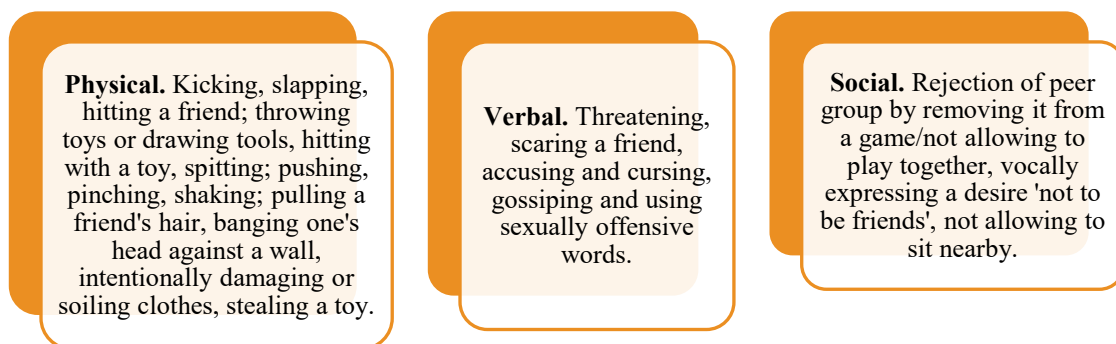 Physical. Kicking, slapping,
hitting a friend; throwing
toys or drawing tools, hitting
with a toy, spitting; pushing,
pinching, shaking; pulling a
friend's hair, banging one's
head against a wall,
intentionally damaging or
soiling clothes, stealing a toy.
Verbal. Threatening,
scaring a friend,
accusing and cursing,
gossiping and using
sexually offensive
words.
Social. Rejection of peer
group by removing it from
a game/not allowing to
play together, vocally
expressing a desire 'not to
be friends', not allowing to
sit nearby.